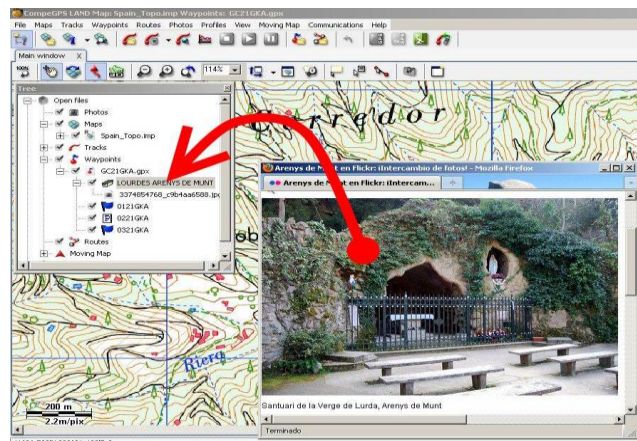 CompeGPS LAND Map: Spain_Topo.imp Waypoints: GC21GKA.gpx
File Maps Tracks Waypoints Routes Photos Profiles View Moving Map Communications Help
Main window X
114%
Tree
Open files
Photos
Maps
Spain_Topo.imp
Tracks
Waypoints
GC21GKA.gpx
LOURDES ARENYS DE MUNT
3374854768_c9b4aa6588.jpg
0121GKA
0221GKA
0321GKA
Routes
Moving Map
Corredor
Arenys de Munt en Flickr: ¡Intercambio de fotos! - Mozilla Firefox
Arenys de Munt en Flickr: ¡Intercam...
Santuari de la Verge de Lurda, Arenys de Munt
Terminado
Riera
200 m
2.2m/pix